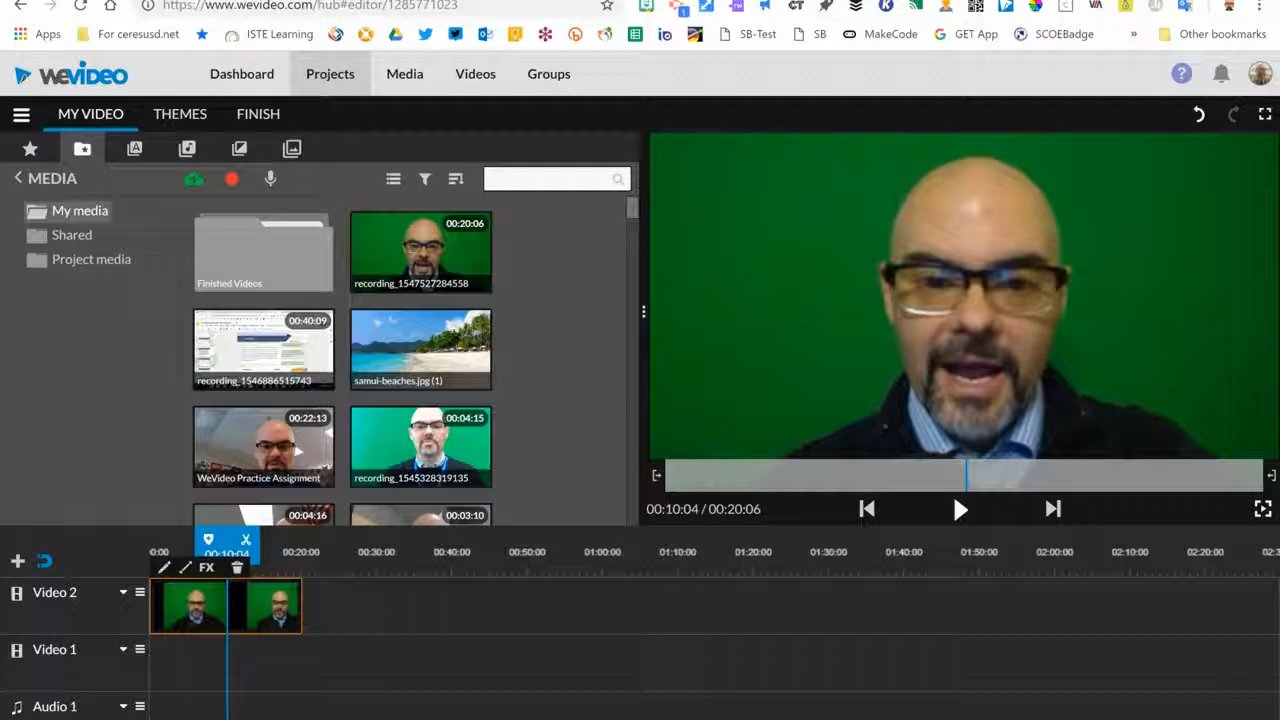 https://www.wevideo.com/hub#editor/1285771023
Apps
For ceresusd.net
ISTE Learning
SB-Test
SB
MakeCode
GET App
SCOEBadge
»
Other bookmarks
wevideo
Dashboard
Projects
Media
Videos
Groups
?
MY VIDEO
THEMES
FINISH
MEDIA
My media
Shared
Project media
Finished Videos
00:20:06
recording_1547527284558
00:40:09
recording_1546886515743
samui-beaches.jpg (1)
00:22:13
WeVideo Practice Assignment
00:04:15
recording_1545328319135
00:04:16
00:03:10
00:10:04 / 00:20:06
00:10:04
0:00
00:20:00
00:30:00
00:40:00
00:50:00
01:00:00
01:10:00
01:20:00
01:30:00
01:40:00
01:50:00
02:00:00
02:10:00
02:20:00
FX
Video 2
Video 1
Audio 1